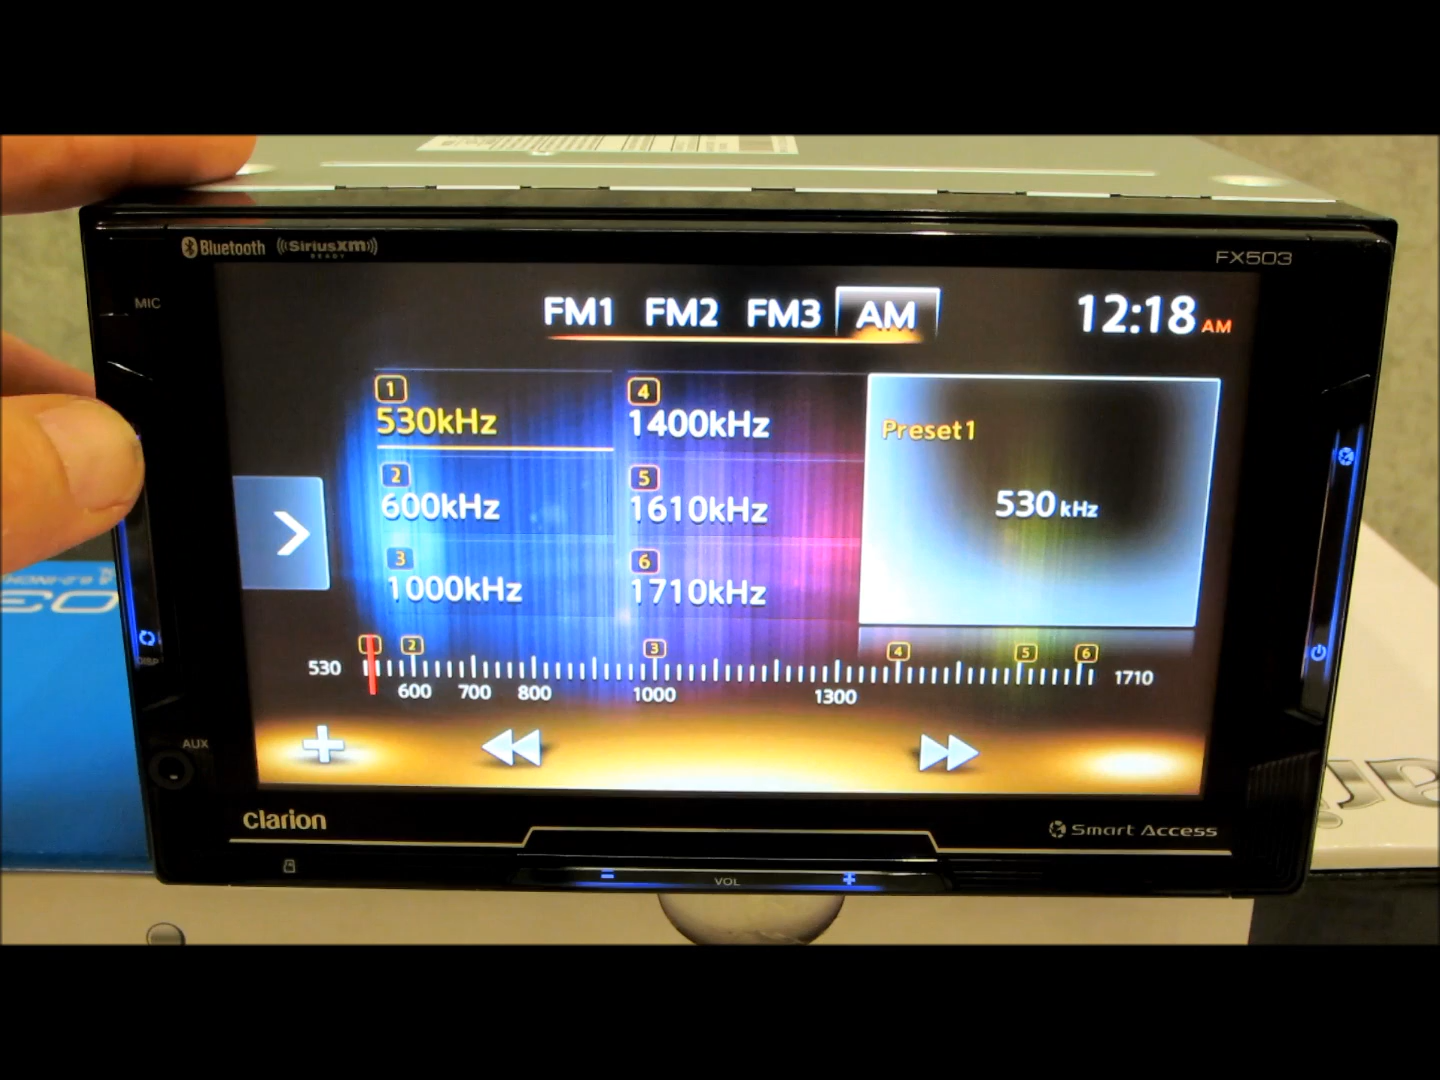 Bluetooth
SiriusXM
READY
FX503
MIC
FM1 FM2 FM3 AM
12:18 AM
1
530kHz
2
600kHz
3
1000kHz
4
1400kHz
5
1610kHz
6
1710kHz
Preset1
530 kHz
2 3 4 5 6
530 1710
600 700 800 1000 1300
DISP
AUX
clarion
Smart Access
- VOL +